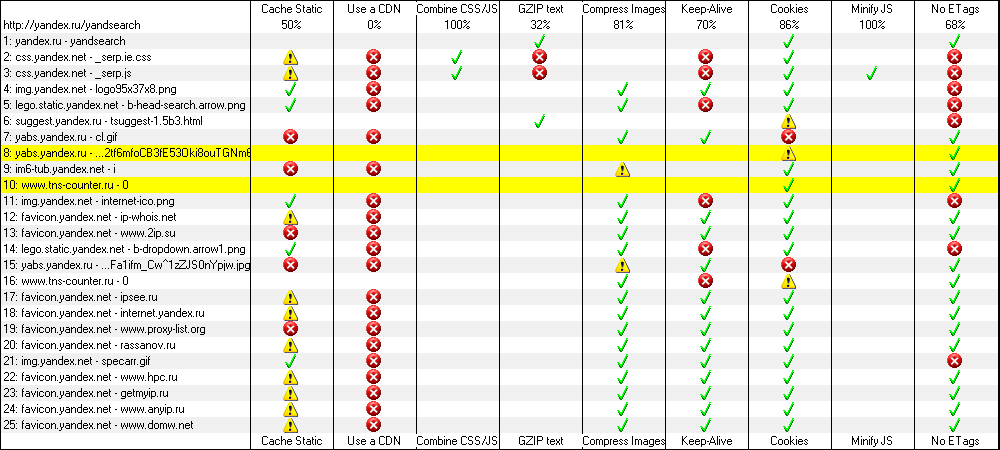 Cache Static Use a CDN Combine CSS/JS GZIP text Compress Images Keep-Alive Cookies Minify JS No ETags
http://yandex.ru/yandsearch 50% 0% 100% 32% 81% 70% 86% 100% 68%
1: yandex.ru - yandsearch
2: css.yandex.net - _serp.ie.css
3: css.yandex.net - _serp.js
4: img.yandex.net - logo95x37x8.png
5: lego.static.yandex.net - b-head-search.arrow.png
6: suggest.yandex.ru - tsuggest-1.5b3.html
7: yabs.yandex.ru - cl.gif
8: yabs.yandex.ru - ...2tf6mfoCB3fE53Oki8ouTGNm6
9: im6-tub.yandex.net - i
10: www.tns-counter.ru - 0
11: img.yandex.net - internet-ico.png
12: favicon.yandex.net - ip-whois.net
13: favicon.yandex.net - www.2ip.su
14: lego.static.yandex.net - b-dropdown.arrow1.png
15: yabs.yandex.ru - ...Fa1ifm_Cw^1zZJS0nYpjw.jpg
16: www.tns-counter.ru - 0
17: favicon.yandex.net - ipsee.ru
18: favicon.yandex.net - internet.yandex.ru
19: favicon.yandex.net - www.proxy-list.org
20: favicon.yandex.net - rassanov.ru
21: img.yandex.net - specarr.gif
22: favicon.yandex.net - www.hpc.ru
23: favicon.yandex.net - getmyip.ru
24: favicon.yandex.net - www.anyip.ru
25: favicon.yandex.net - www.domw.net
Cache Static Use a CDN Combine CSS/JS GZIP text Compress Images Keep-Alive Cookies Minify JS No ETags